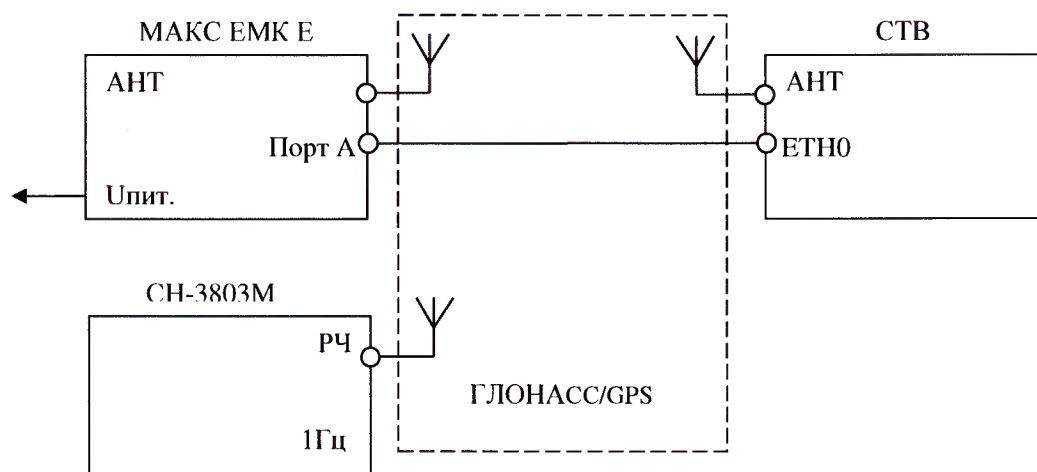 МАКС ЕМК Е
СТВ
АНТ
АНТ
Порт А
ETH0
Uпит.
СН-3803М
РЧ
ГЛОНАСС/GPS
1Гц